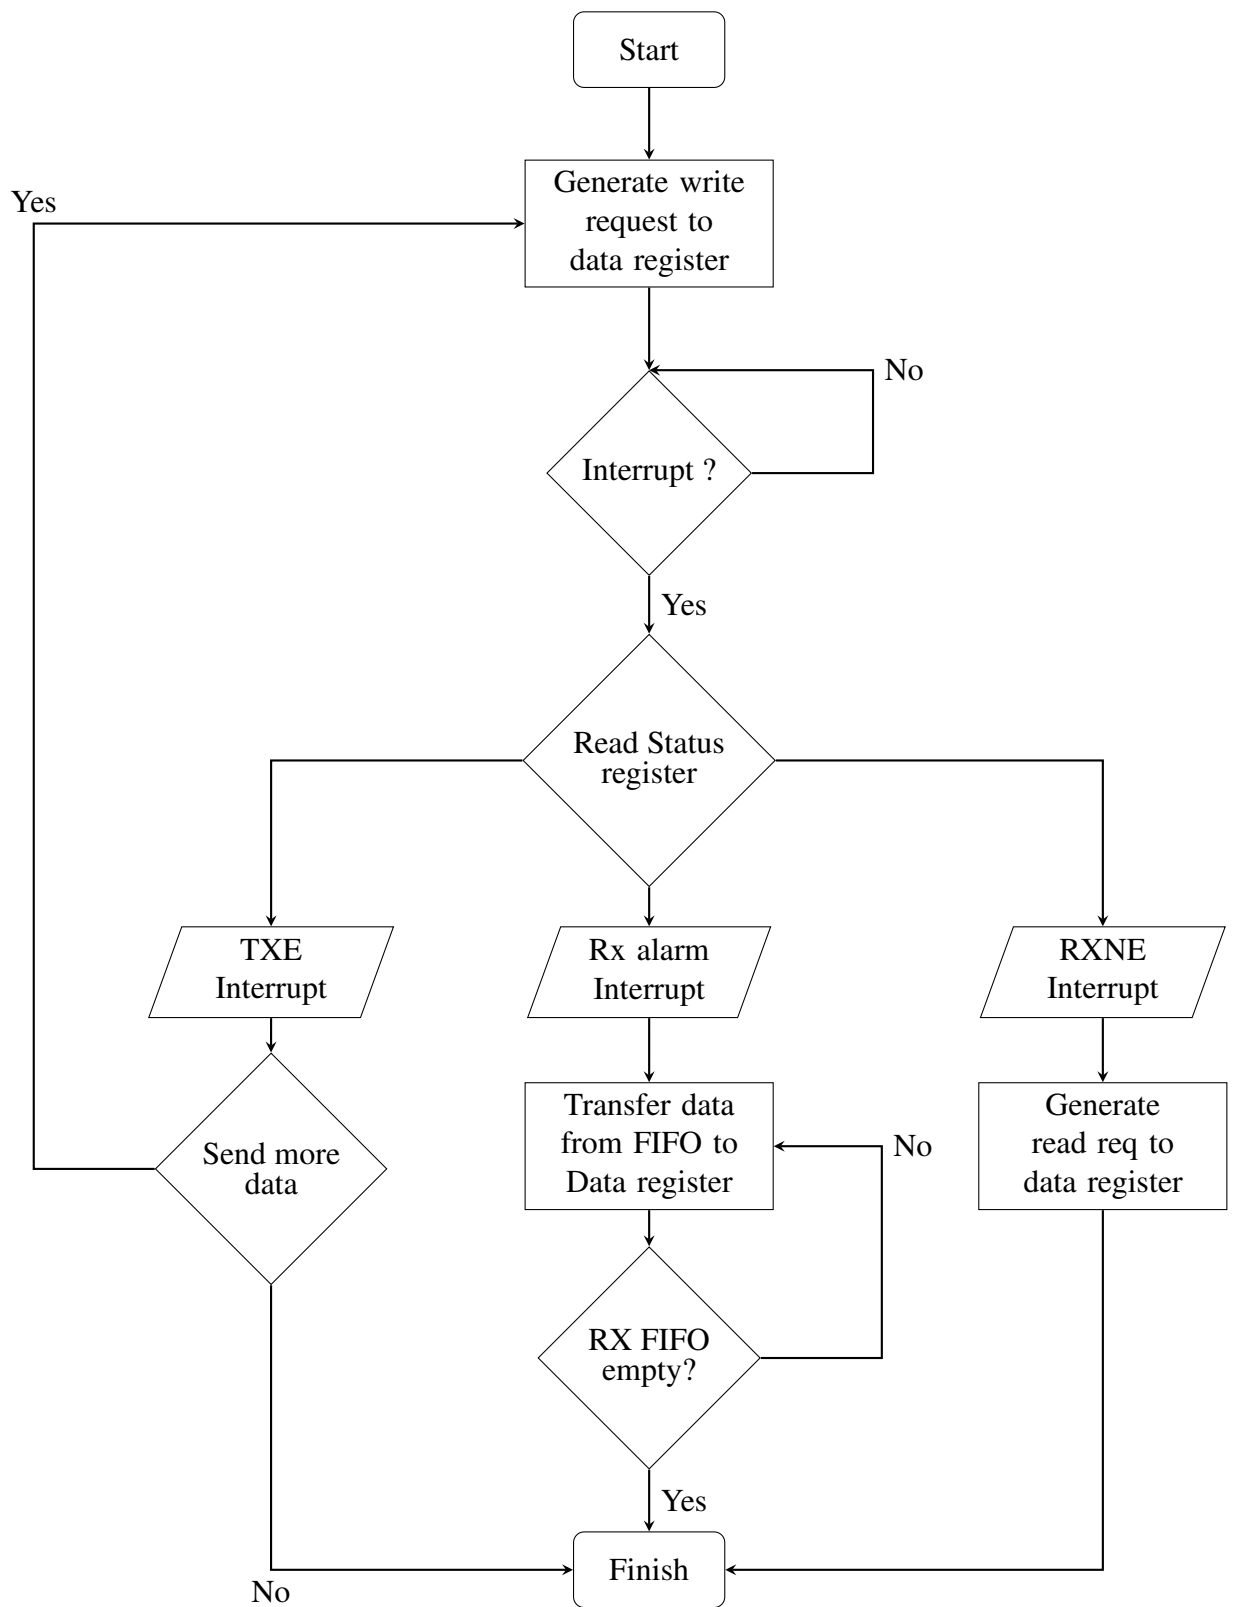 Start
Generate write
request to
data register
Yes
No
Interrupt ?
Yes
Read Status
register
TXE
Interrupt
Rx alarm
Interrupt
RXNE
Interrupt
Send more
data
Transfer data
from FIFO to
Data register
No
Generate
read req to
data register
RX FIFO
empty?
Yes
Finish
No